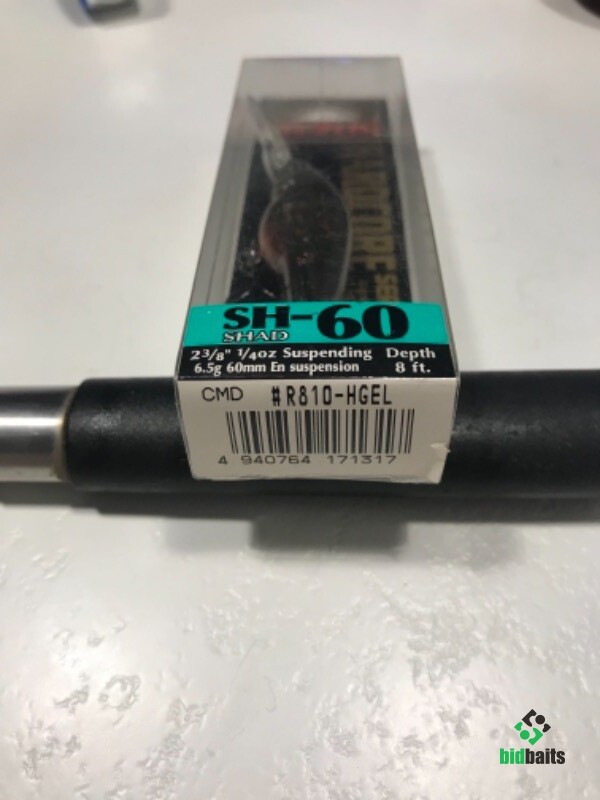 SH-60
SHAD
2 3/8" 1/4oz Suspending Depth
6.5g 60mm En suspension 8 ft.
CMD #R810-HGEL
4 940764 171317
bidbaits